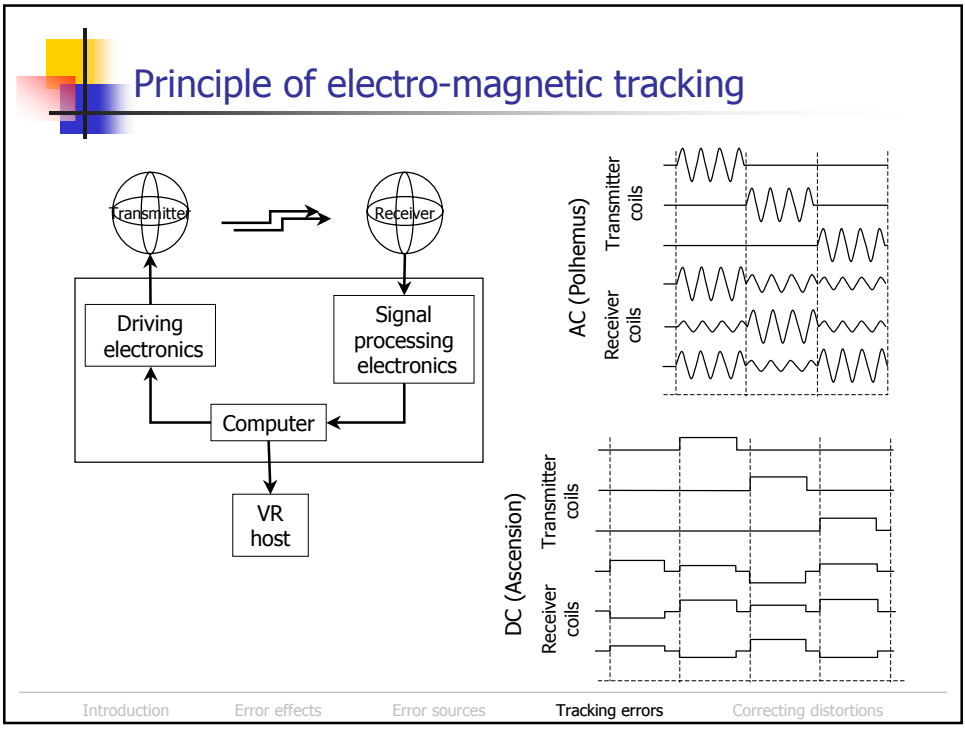 Principle of electro-magnetic tracking
Transmitter
Receiver
Driving
electronics
Signal
processing
electronics
Computer
VR
host
AC (Polhemus)
Transmitter
coils
Receiver
coils
DC (Ascension)
Transmitter
coils
Receiver
coils
Introduction
Error effects
Error sources
Tracking errors
Correcting distortions